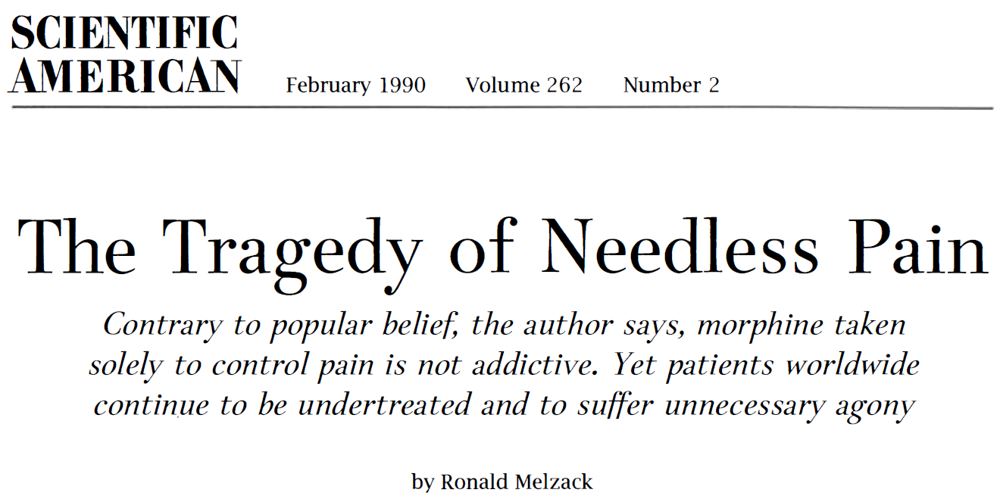 SCIENTIFIC
AMERICAN
February 1990 Volume 262 Number 2
The Tragedy of Needless Pain
Contrary to popular belief, the author says, morphine taken
solely to control pain is not addictive. Yet patients worldwide
continue to be undertreated and to suffer unnecessary agony
by Ronald Melzack